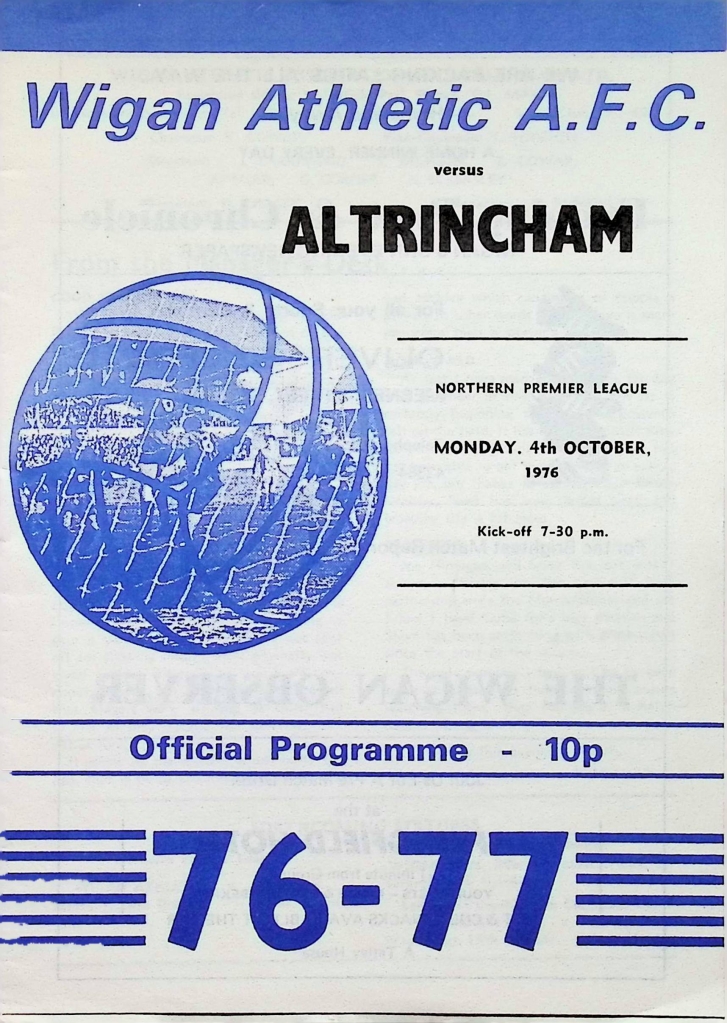 Wigan Athletic A.F.C.
versus
ALTRINCHAM
NORTHERN PREMIER LEAGUE
MONDAY. 4th OCTOBER,
1976
Kick-off 7-30 p.m.
Official Programme - 10p
76-77